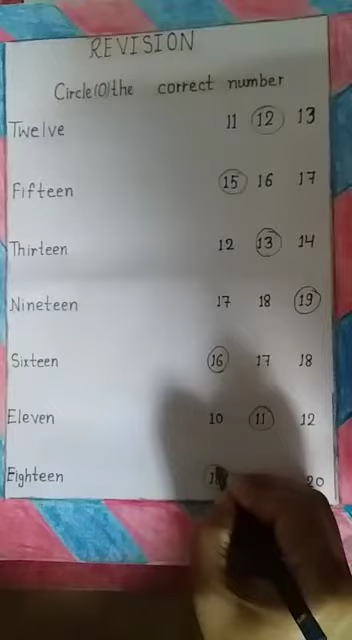 REVISION
Circle(O)the correct number
Twelve 11 12 13
Fifteen 15 16 17
Thirteen 12 13 14
Nineteen 17 18 19
Sixteen 16 17 18
Eleven 10 11 12
Eighteen 20